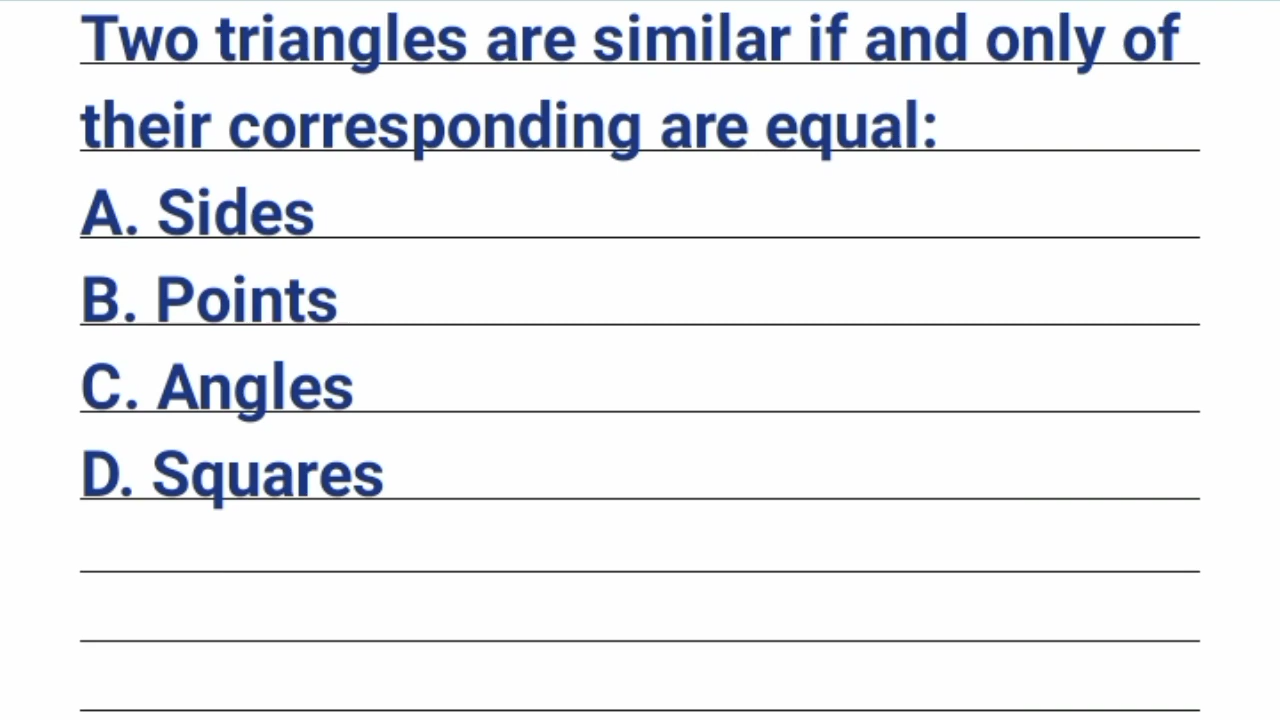 Two triangles are similar if and only of
their corresponding are equal:
A. Sides
B. Points
C. Angles
D. Squares